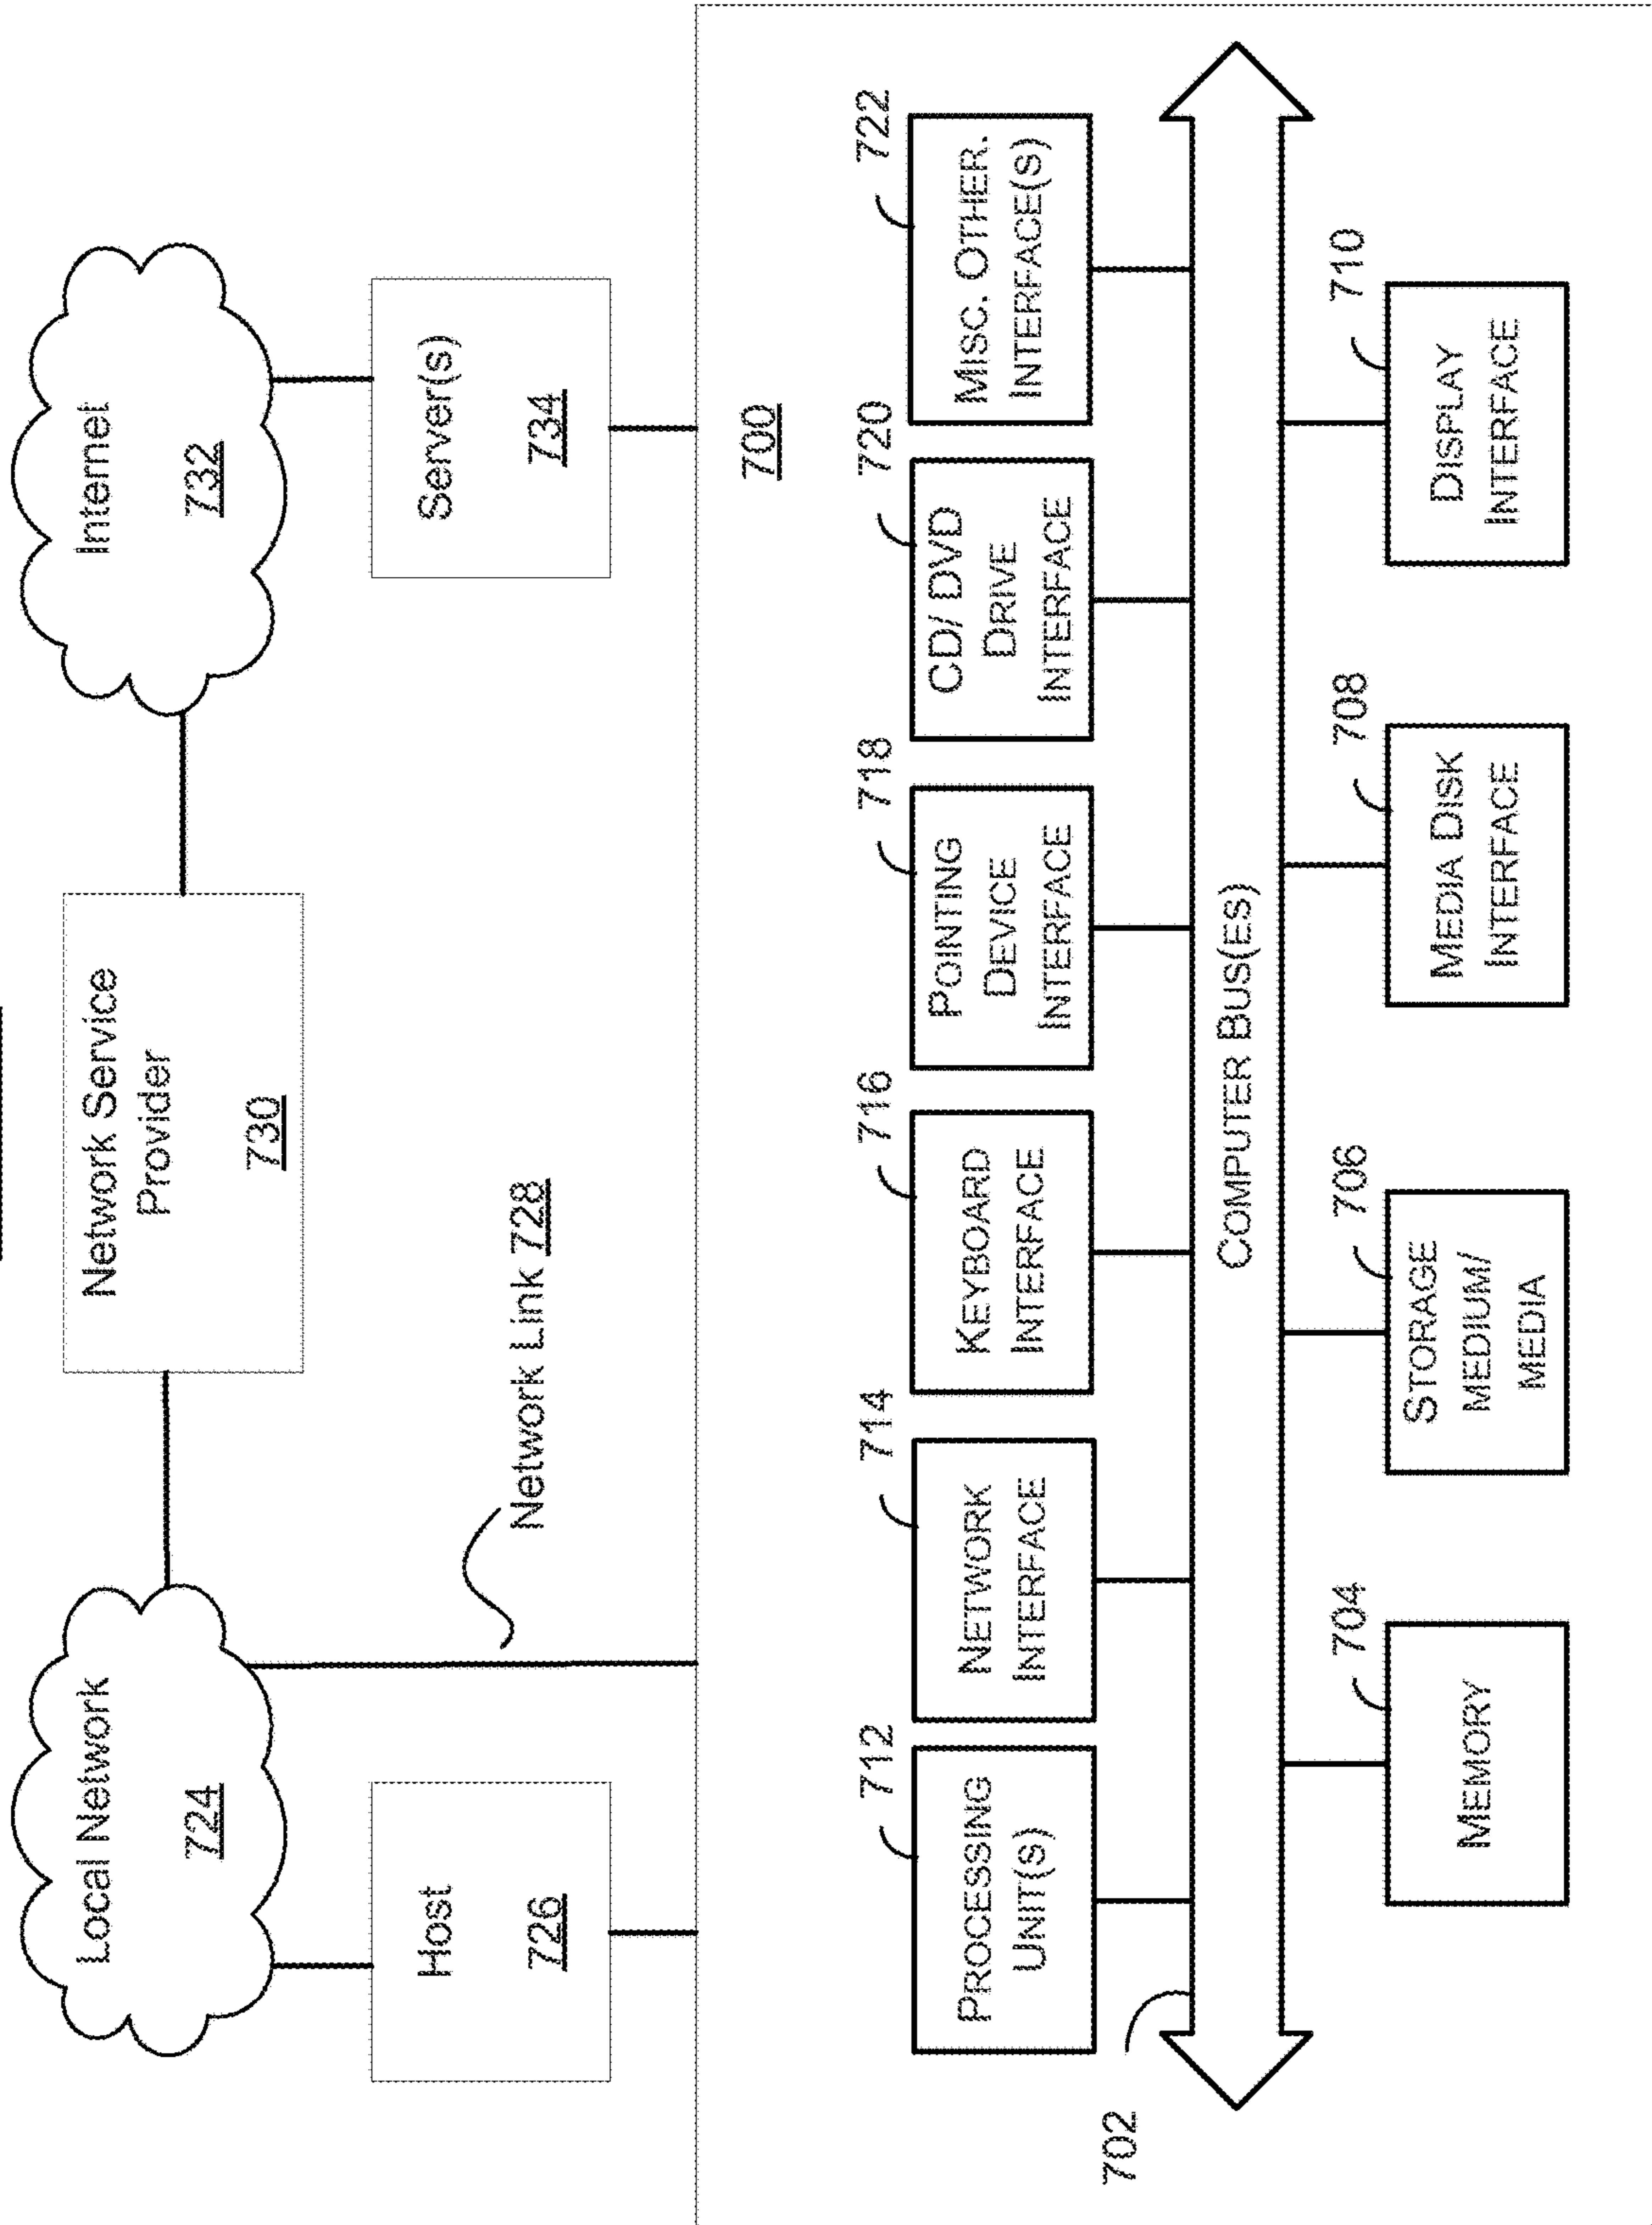 Local Network
724
Network Service
Provider
730
Internet
732
Host
726
Network Link 728
Server(s)
734
700
712
PROCESSING
UNIT(S)
714
NETWORK
INTERFACE
716
KEYBOARD
INTERFACE
718
POINTING
DEVICE
INTERFACE
720
CD/ DVD
DRIVE
INTERFACE
722
MISC. OTHER.
INTERFACE(S)
702
COMPUTER BUS(ES)
704
MEMORY
706
STORAGE
MEDIUM/
MEDIA
708
MEDIA DISK
INTERFACE
710
DISPLAY
INTERFACE